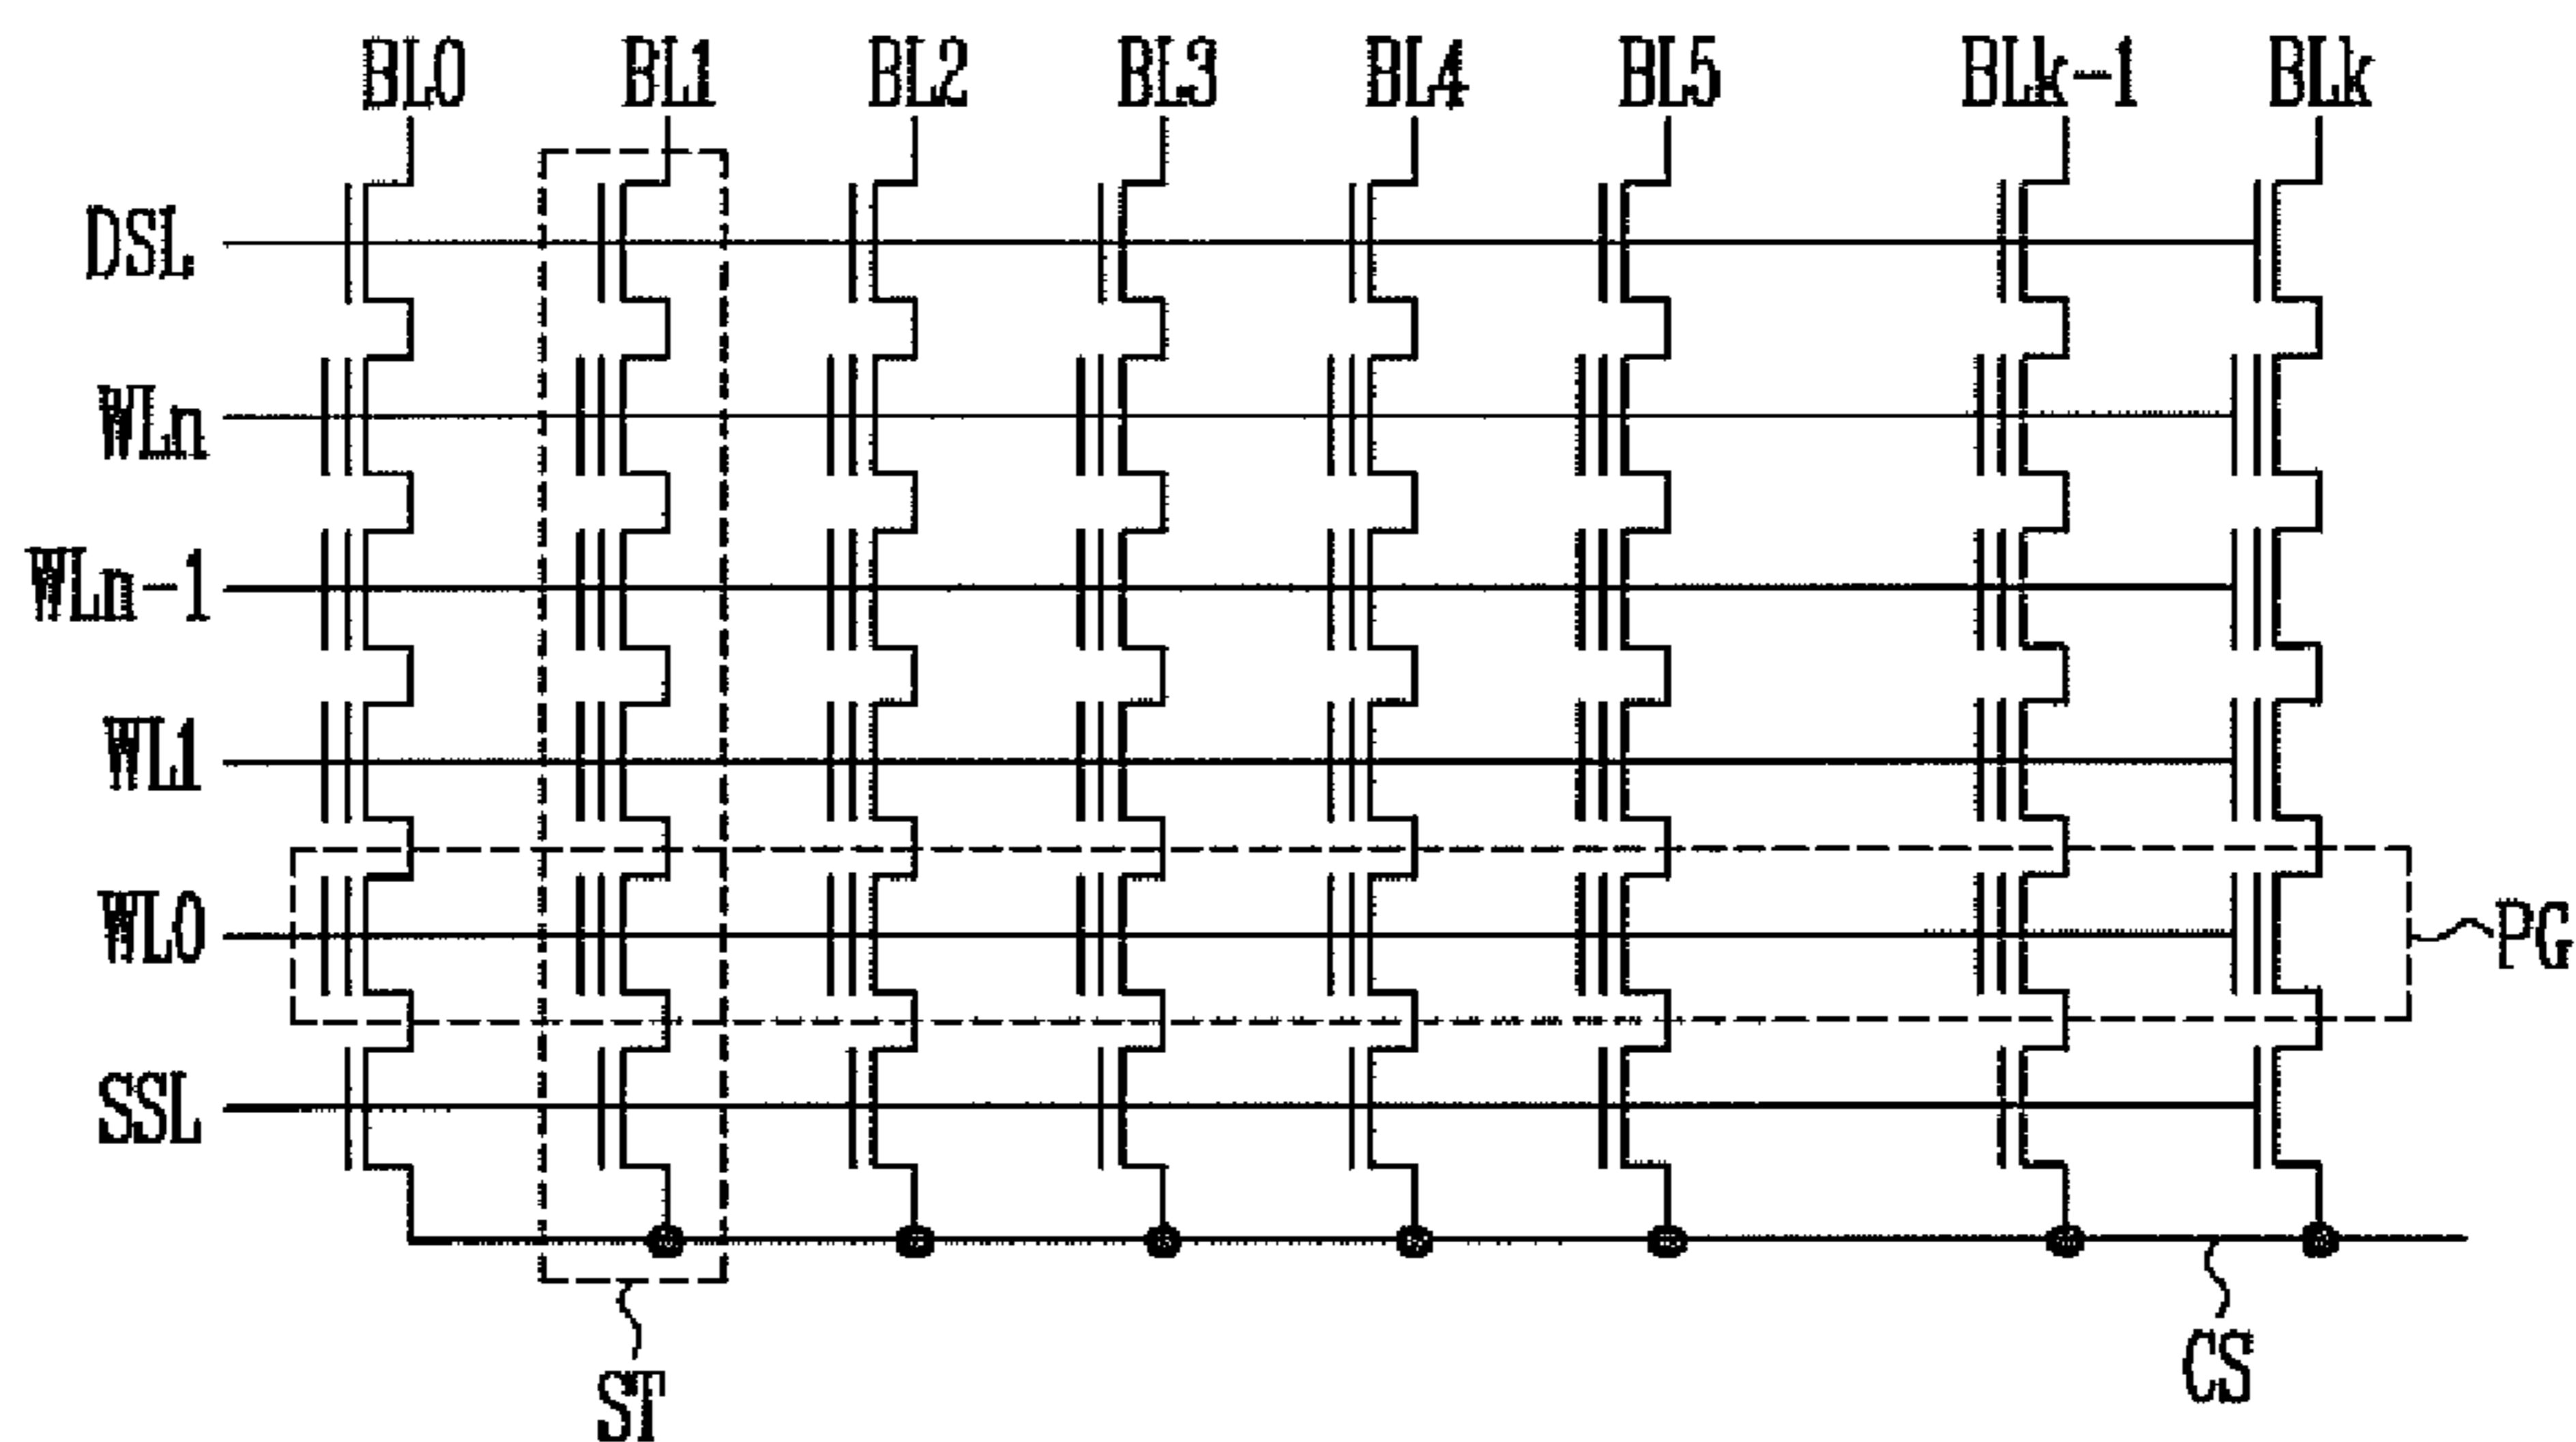 BL0 BL1 BL2 BL3 BL4 BL5 BLk-1 BLk
DSL
WLn
WLn-1
WL1
WL0
PG
SSL
ST
CS